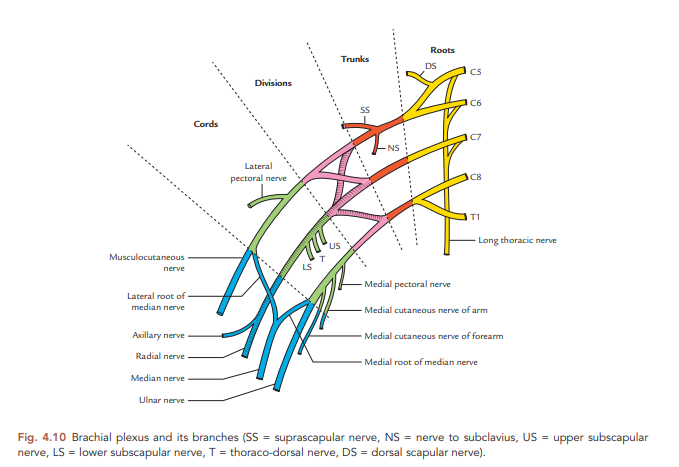 Roots
Trunks
DS
C5
Divisions
C6
SS
Cords
C7
NS
Lateral
pectoral nerve
C8
T1
Long thoracic nerve
US
T
LS
Musculocutaneous
nerve
Medial pectoral nerve
Lateral root of
median nerve
Medial cutaneous nerve of arm
Axillary nerve
Medial cutaneous nerve of forearm
Radial nerve
Medial root of median nerve
Median nerve
Ulnar nerve
Fig. 4.10 Brachial plexus and its branches (SS = suprascapular nerve, NS = nerve to subclavius, US = upper subscapular
nerve, LS = lower subscapular nerve, T = thoraco-dorsal nerve, DS = dorsal scapular nerve).